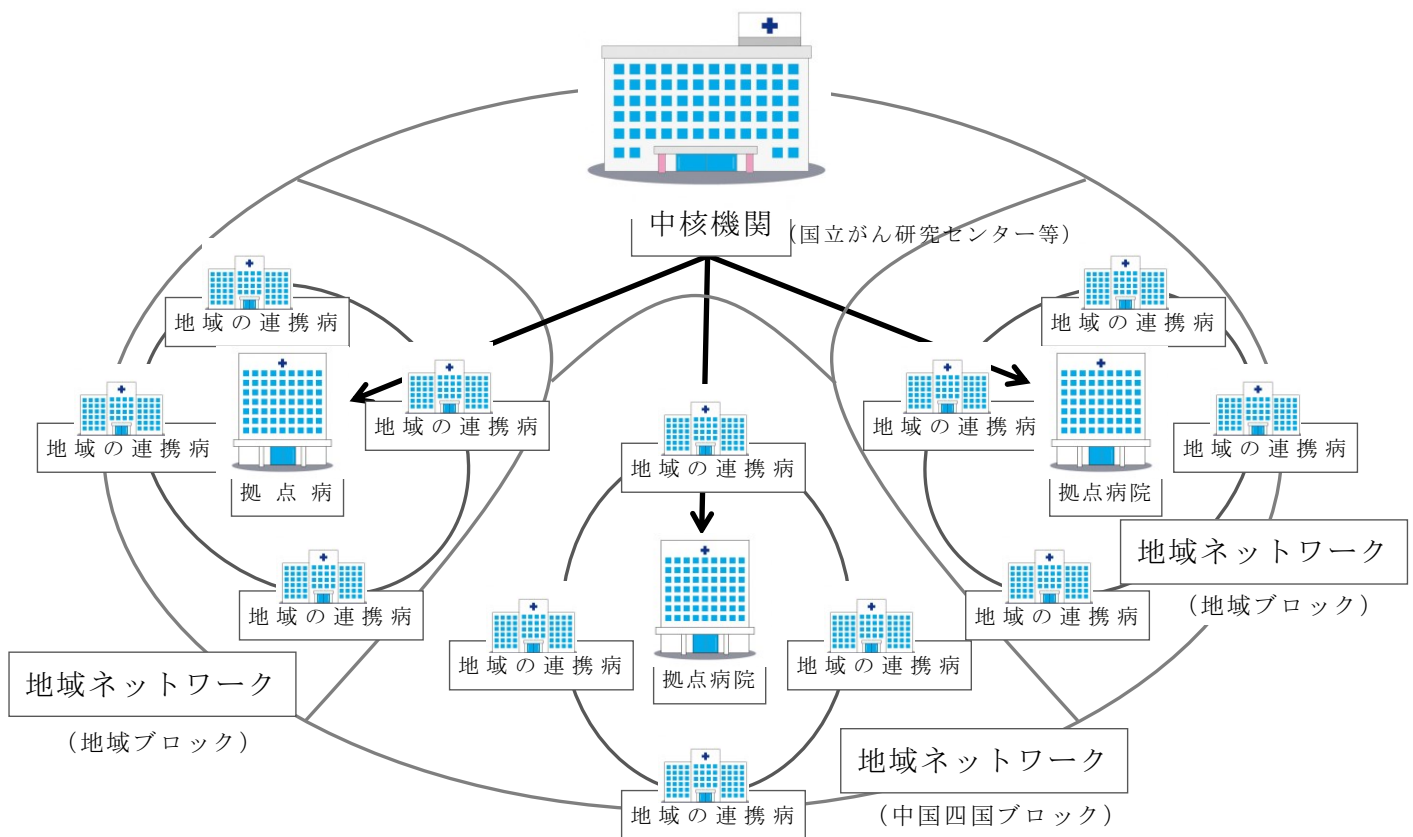 中核機関
（国立がん研究センター等）
地域の連携病
地域の連携病
地域の連携病
地域の連携病
拠点病
地域ネットワーク
（地域ブロック）
地域の連携病
地域の連携病
地域の連携病
地域の連携病
拠点病院
地域ネットワーク
（中国四国ブロック）
地域の連携病
地域の連携病
地域の連携病
地域の連携病
拠点病院
地域ネットワーク
（地域ブロック）